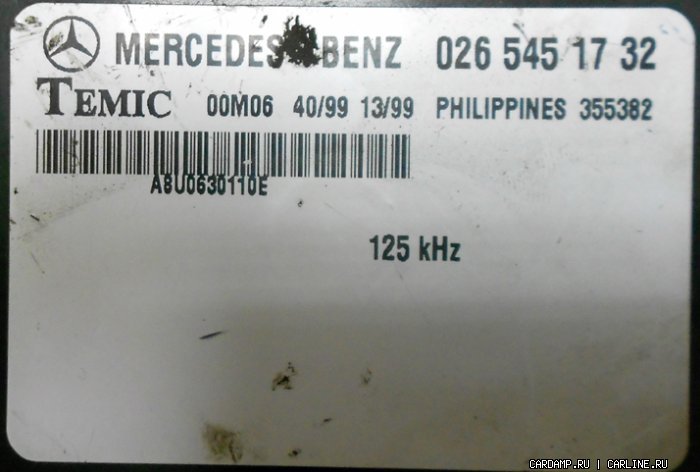 MERCEDES BENZ 026 545 17 32
TEMIC 00M06 40/99 13/99 PHILIPPINES 355382
A8U0630110E
125 kHz
CARDAMP.RU | CARLINE.RU